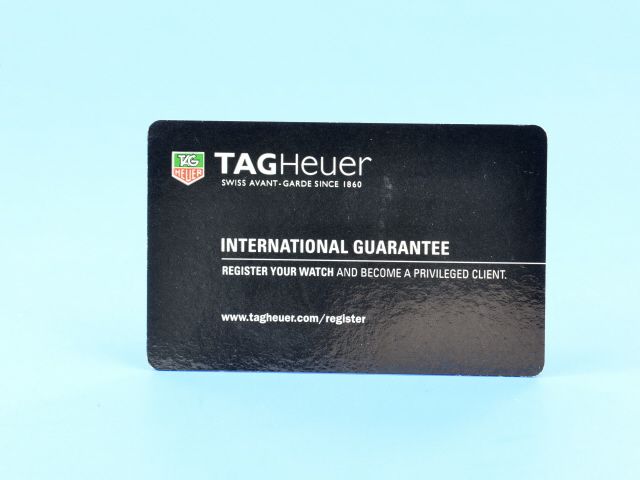 TAG
HEUER
TAGHeuer
SWISS AVANT-GARDE SINCE 1860
INTERNATIONAL GUARANTEE
REGISTER YOUR WATCH AND BECOME A PRIVILEGED CLIENT.
www.tagheuer.com/register